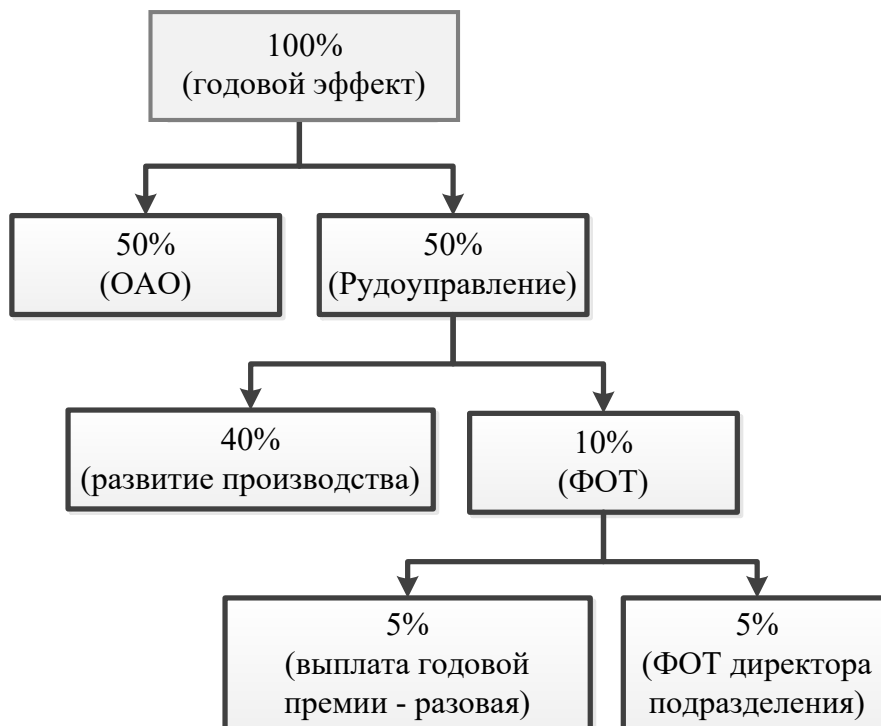 100%
(годовой эффект)
50%
(ОАО)
50%
(Рудоуправление)
40%
(развитие производства)
10%
(ФОТ)
5%
(выплата годовой
премии - разовая)
5%
(ФОТ директора
подразделения)